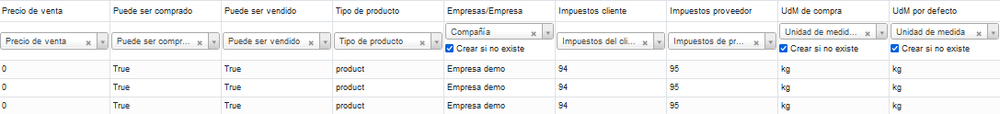 Precio de venta Puede ser comprado Puede ser vendido Tipo de producto Empresas/Empresa Impuestos cliente Impuestos proveedor UdM de compra UdM por defecto
Precio de venta Puede ser compr... Puede ser vendido Tipo de producto Compañía Impuestos del cli... Impuestos de pr... Unidad de medid... Unidad de medida
Crear si no existe Crear si no existe Crear si no existe
0 True True product Empresa demo 94 95 kg kg
0 True True product Empresa demo 94 95 kg kg
0 True True product Empresa demo 94 95 kg kg